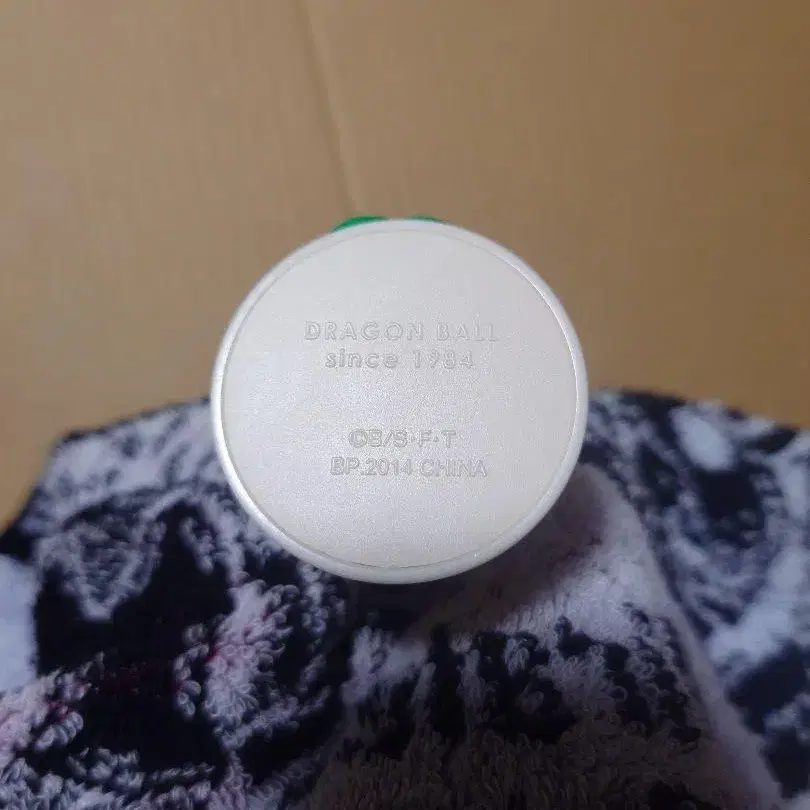 DRAGON BALL
since 1984
©B/S・F・T
BP.2014 CHINA